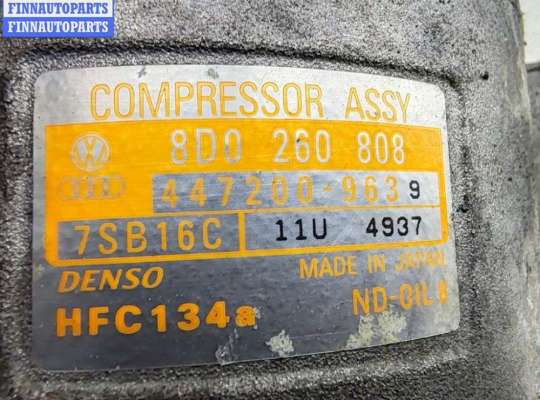 FINNAUTOPARTS
FINNAUTOPARTS
COMPRESSOR ASSY
8D0 260 808
447200-9639
7SB16C 11U 4937
DENSO MADE IN JAPAN
HFC134a ND-OIL 8